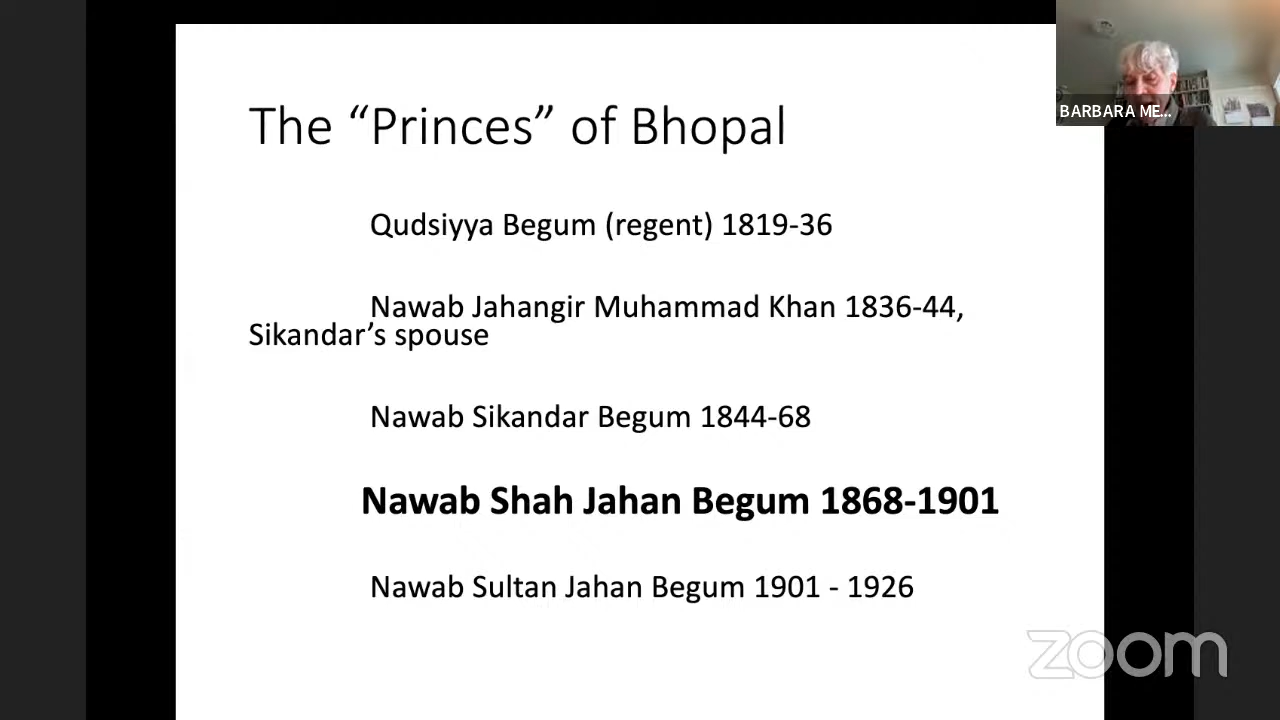 The “Princes” of Bhopal
BARBARA ME...
Qudsiyya Begum (regent) 1819-36
Nawab Jahangir Muhammad Khan 1836-44,
Sikandar’s spouse
Nawab Sikandar Begum 1844-68
Nawab Shah Jahan Begum 1868-1901
Nawab Sultan Jahan Begum 1901 - 1926
zoom